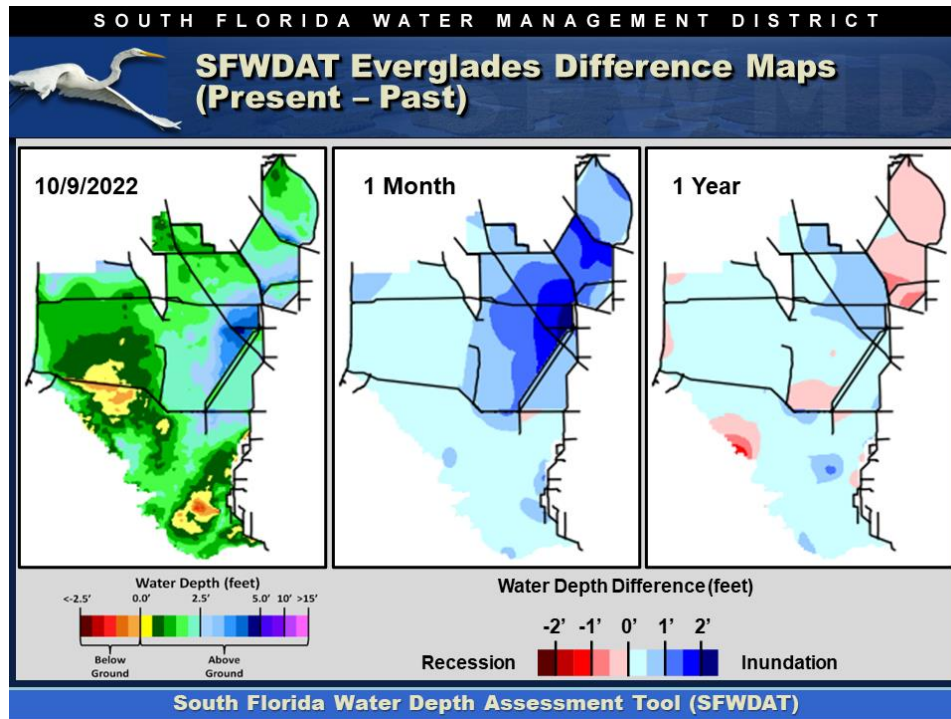 SOUTH FLORIDA WATER MANAGEMENT DISTRICT
SFWDAT Everglades Difference Maps
(Present – Past)
SFWMD
10/9/2022
1 Month
1 Year
Water Depth (feet)
<-2.5' 0.0' 2.5' 5.0' 10' >15'
Below
Ground
Above
Ground
Water Depth Difference (feet)
-2' -1' 0' 1' 2'
Recession
Inundation
South Florida Water Depth Assessment Tool (SFWDAT)